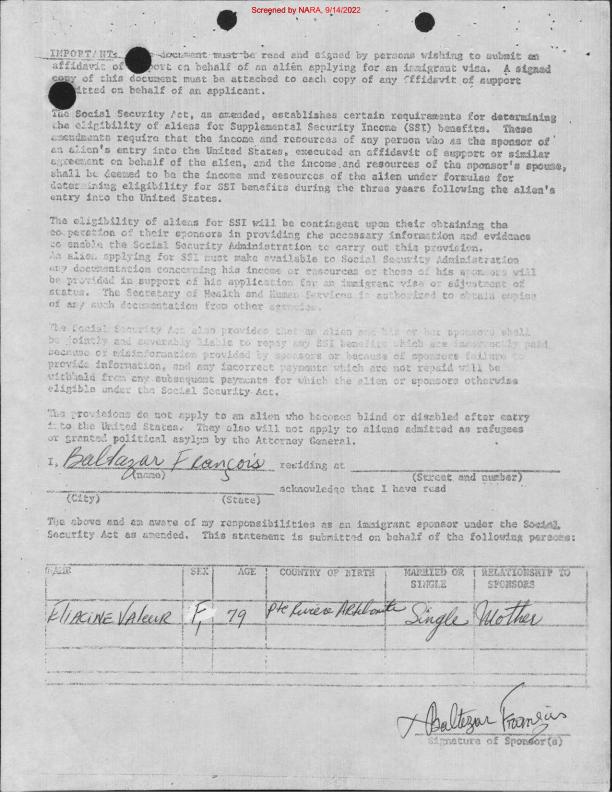 Screened by NARA, 9/14/2022
IMPORTANT: document must be read and signed by persons wishing to submit an
affidavit of port on behalf of an alien applying for an immigrant visa. A signed
copy of this document must be attached to each copy of any affidavit of support
itted on behalf of an applicant.
The Social Security Act, as amended, establishes certain requirements for determining
the eligibility of aliens for Supplemental Security Income (SSI) benefits. These
amendments require that the income and resources of any person who as the sponsor of
an alien's entry into the United States, executed an affidavit of support or similar
agreement on behalf of the alien, and the income and resources of the sponsor's spouse,
shall be deemed to be the income and resources of the alien under formulas for
determining eligibility for SSI benefits during the three years following the alien's
entry into the United States.
The eligibility of aliens for SSI will be contingent upon their obtaining the
cooperation of their sponsors in providing the necessary information and evidence
to enable the Social Security Administration to carry out this provision.
An alien applying for SSI must make available to Social Security Administration
any documentation concerning his income or resources or those of his sponsors will
be provided in support of his application for an immigrant visa or adjustment of
status. The Secretary of Health and Human Services is authorized to obtain copies
of any such documentation from other agencies.
The Social Security Act also provides that an alien and his or her sponsors shall
be jointly and severably liable to repay any SSI benefits which are incorrectly paid
because or misinformation provided by sponsors or because of sponsors failure to
provide information, and any incorrect payments which are not repaid will be
withheld from any subsequent payments for which the alien or sponsors otherwise
eligible under the Social Security Act.
The provisions do not apply to an alien who becomes blind or disabled after entry
into the United States. They also will not apply to aliens admitted as refugees
or granted political asylum by the Attorney General.
I, Baltazar François residing at
(name) (Street and number)
acknowledge that I have read
(City) (State)
The above and am aware of my responsibilities as an immigrant sponsor under the Social
Security Act as amended. This statement is submitted on behalf of the following persons:
NAME SEX AGE COUNTRY OF BIRTH MARRIED OR RELATIONSHIP TO
SINGLE SPONSORS
Eliacine Valeur F, 79 Pte Riviere Artibonite Single Mother
x Baltazar François
Signature of Sponsor(s)